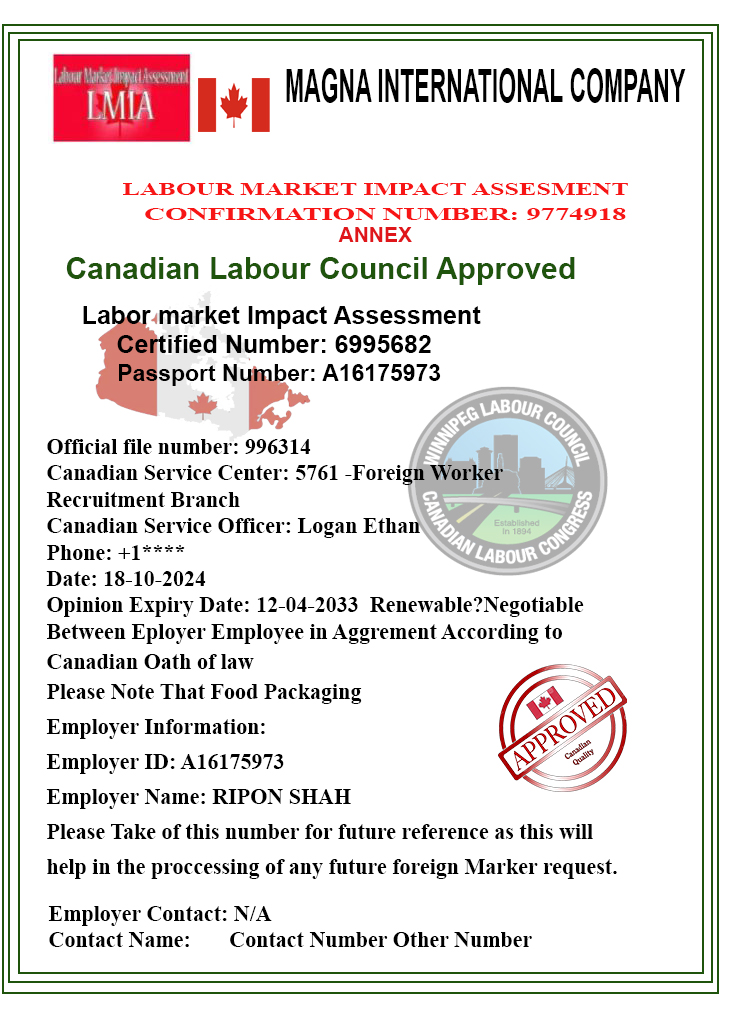 Labour Market Impact Assessment
LMIA
MAGNA INTERNATIONAL COMPANY
LABOUR MARKET IMPACT ASSESMENT
CONFIRMATION NUMBER: 9774918
ANNEX
Canadian Labour Council Approved
Labor market Impact Assessment
Certified Number: 6995682
Passport Number: A16175973
WINNIPEG LABOUR COUNCIL
Established
in 1894
CANADIAN LABOUR CONGRESS
Official file number: 996314
Canadian Service Center: 5761 -Foreign Worker
Recruitment Branch
Canadian Service Officer: Logan Ethan
Phone: +1****
Date: 18-10-2024
Opinion Expiry Date: 12-04-2033 Renewable?Negotiable
Between Eployer Employee in Aggrement According to
Canadian Oath of law
Please Note That Food Packaging
Employer Information:
APPROVED
Canadian
Quality
Employer ID: A16175973
Employer Name: RIPON SHAH
Please Take of this number for future reference as this will
help in the proccessing of any future foreign Marker request.
Employer Contact: N/A
Contact Name: Contact Number Other Number